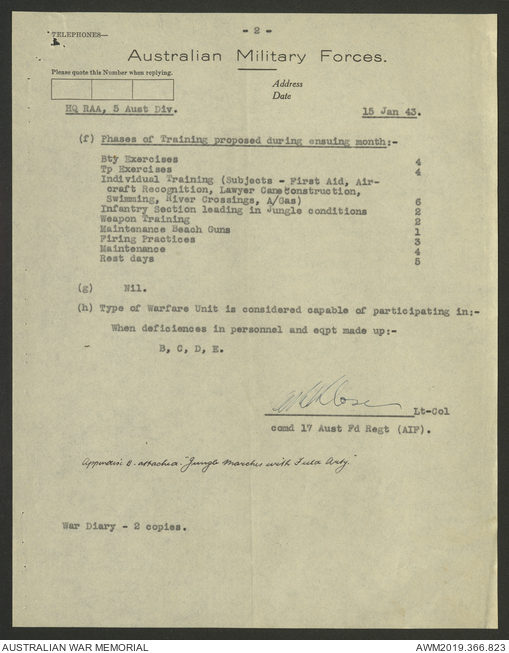 - 2 -
TELEPHONES—
Australian Military Forces.
Please quote this Number when replying.
Address
Date
HQ RAA, 5 Aust Div.
15 Jan 43.
(f) Phases of Training proposed during ensuing month:-
Bty Exercises 4
Tp Exercises 4
Individual Training (Subjects - First Aid, Air-
craft Recognition, Lawyer Cane Construction,
Swimming, River Crossings, A/Gas) 6
Infantry Section leading in Jungle conditions 2
Weapon Training 2
Maintenance Beach Guns 1
Firing Practices 3
Maintenance 4
Rest days 5
(g) Nil.
(h) Type of Warfare Unit is considered capable of participating in:-
When deficiences in personnel and eqpt made up:-
B, C, D, E.
Lt-Col
comd 17 Aust Fd Regt (AIF).
Appendix B attached "Jungle Marches with Field Arty."
War Diary - 2 copies.
AUSTRALIAN WAR MEMORIAL
AWM2019.366.823